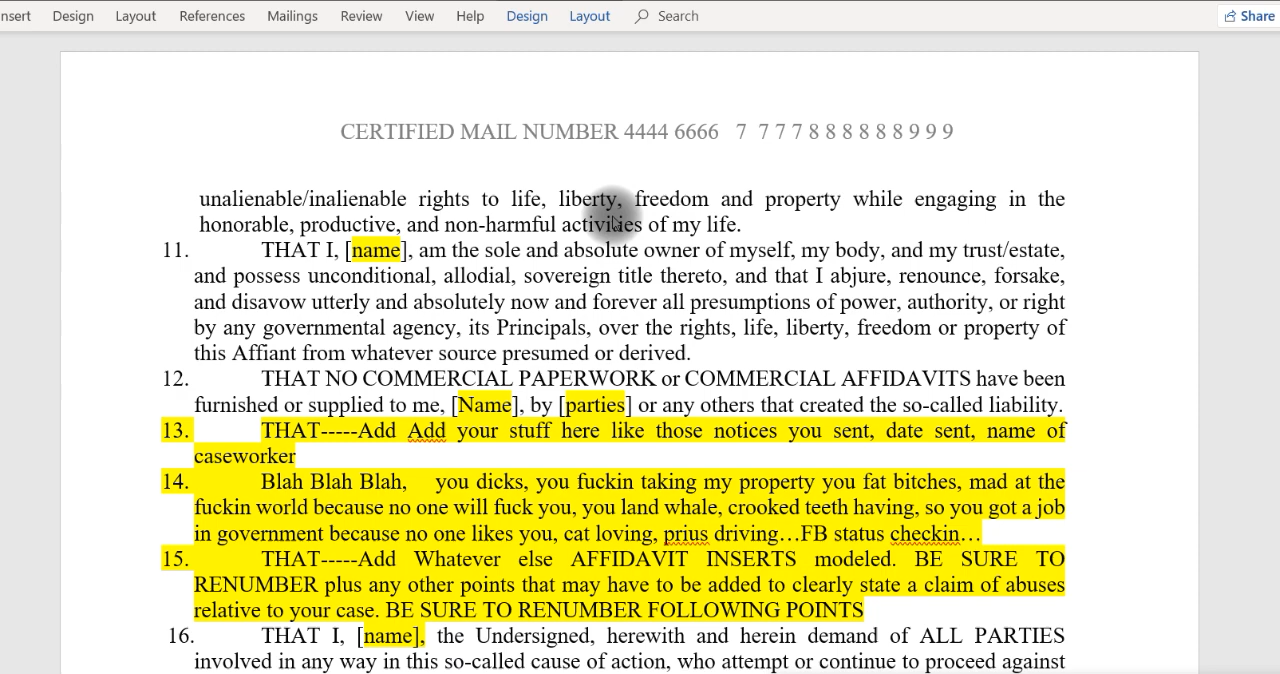 nsert Design Layout References Mailings Review View Help Design Layout Search Share
CERTIFIED MAIL NUMBER 4444 6666 7 7 7 7 8 8 8 8 8 8 9 9 9
unalienable/inalienable rights to life, liberty, freedom and property while engaging in the
honorable, productive, and non-harmful activities of my life.
11. THAT I, [name], am the sole and absolute owner of myself, my body, and my trust/estate,
and possess unconditional, allodial, sovereign title thereto, and that I abjure, renounce, forsake,
and disavow utterly and absolutely now and forever all presumptions of power, authority, or right
by any governmental agency, its Principals, over the rights, life, liberty, freedom or property of
this Affiant from whatever source presumed or derived.
12. THAT NO COMMERCIAL PAPERWORK or COMMERCIAL AFFIDAVITS have been
furnished or supplied to me, [Name], by [parties] or any others that created the so-called liability.
13. THAT-----Add Add your stuff here like those notices you sent, date sent, name of
caseworker
14. Blah Blah Blah, you dicks, you fuckin taking my property you fat bitches, mad at the
fuckin world because no one will fuck you, you land whale, crooked teeth having, so you got a job
in government because no one likes you, cat loving, prius driving…FB status checkin…
15. THAT-----Add Whatever else AFFIDAVIT INSERTS modeled. BE SURE TO
RENUMBER plus any other points that may have to be added to clearly state a claim of abuses
relative to your case. BE SURE TO RENUMBER FOLLOWING POINTS
16. THAT I, [name], the Undersigned, herewith and herein demand of ALL PARTIES
involved in any way in this so-called cause of action, who attempt or continue to proceed against